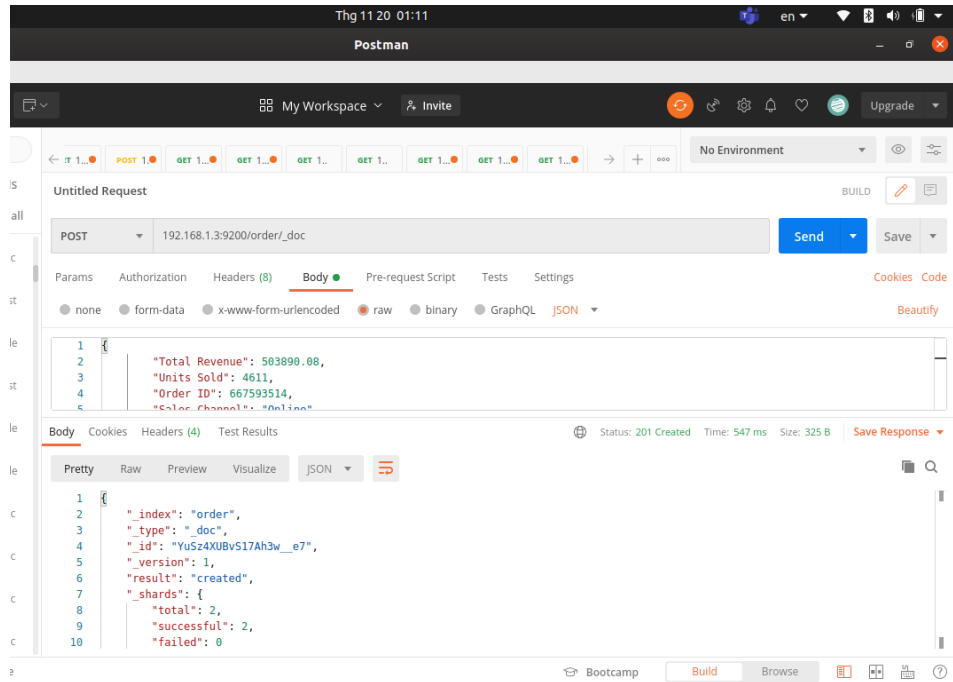 Thg 11 20 01:11
en
Postman
My Workspace
Invite
Upgrade
POST 1.
GET 1...
GET 1...
GET 1..
GET 1..
GET 1...
GET 1...
GET 1...
No Environment
Untitled Request
BUILD
all
POST
192.168.1.3:9200/order/_doc
Send
Save
Params Authorization Headers (8) Body Pre-request Script Tests Settings
Cookies Code
none form-data x-www-form-urlencoded raw binary GraphQL JSON
Beautify
1 {
2 "Total Revenue": 503890.08,
3 "Units Sold": 4611,
4 "Order ID": 667593514,
5 "Sales Channel": "Online"
Body Cookies Headers (4) Test Results
Status: 201 Created Time: 547 ms Size: 325 B Save Response
Pretty Raw Preview Visualize JSON
1 {
2 "_index": "order",
3 "_type": "_doc",
4 "_id": "YuSz4XUBvS17Ah3w__e7",
5 "_version": 1,
6 "result": "created",
7 "_shards": {
8 "total": 2,
9 "successful": 2,
10 "failed": 0
Bootcamp
Build
Browse